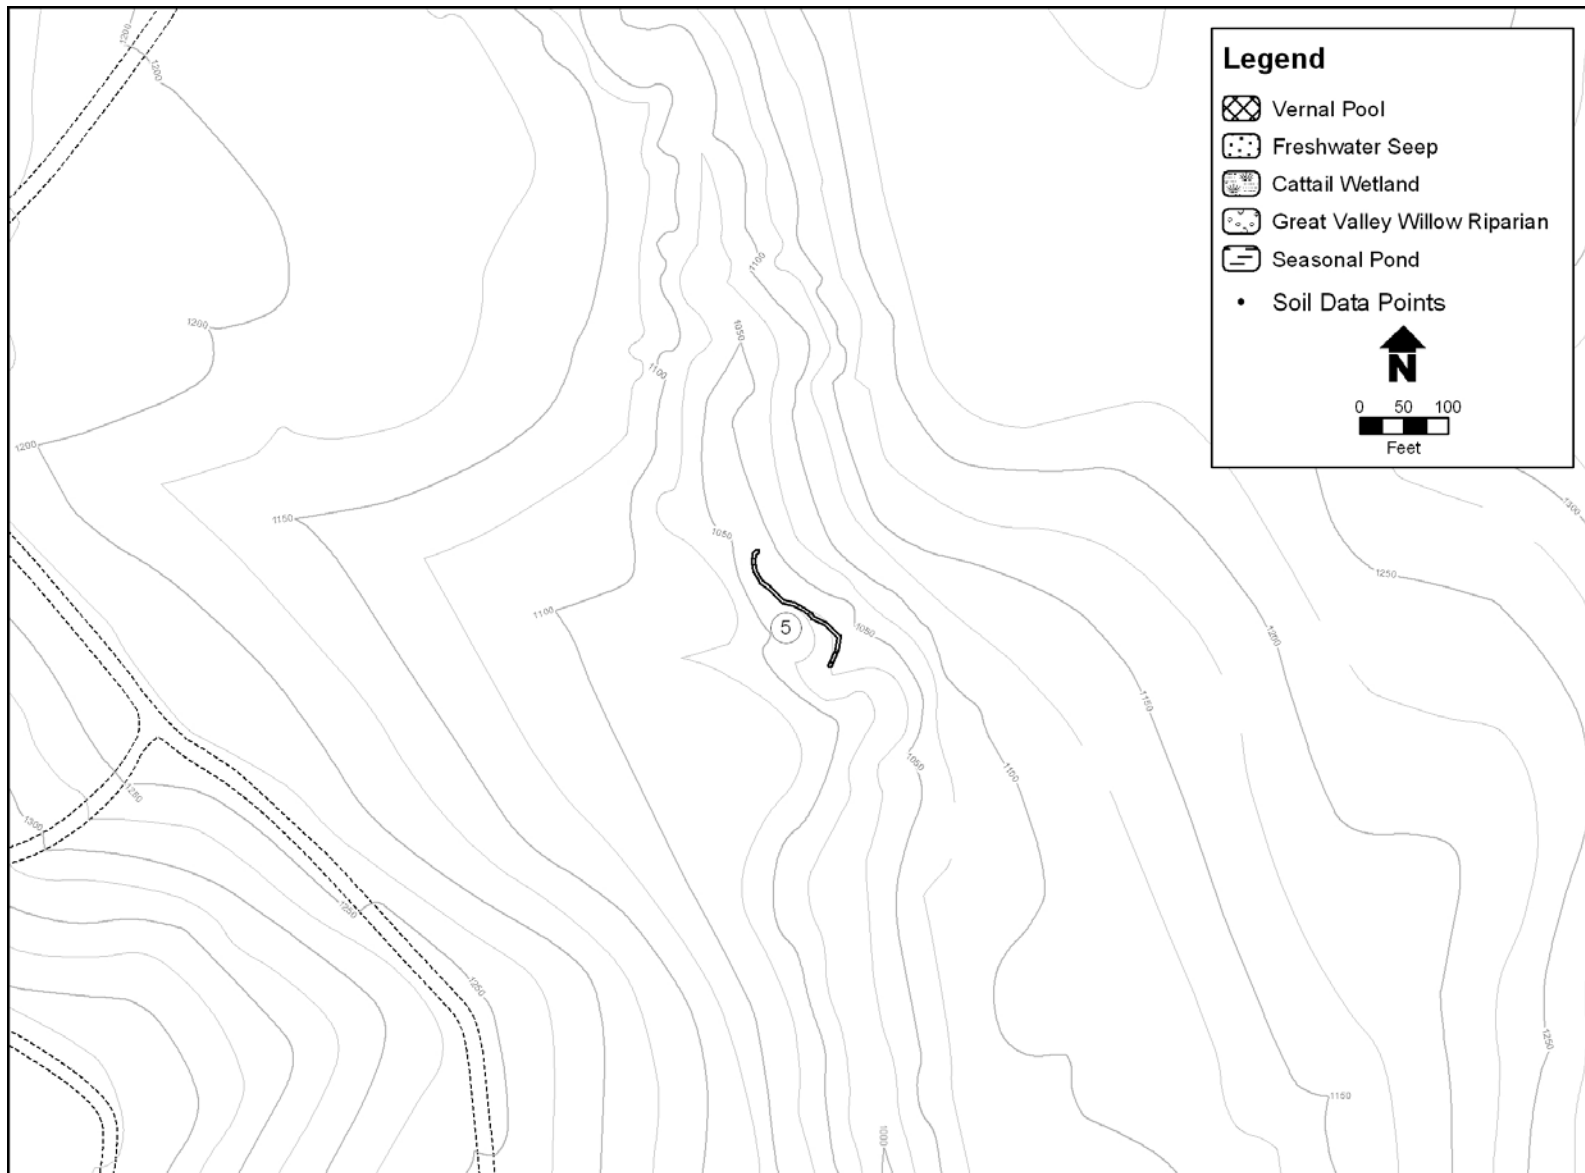 1200
1200
Legend
Vernal Pool
Freshwater Seep
Cattail Wetland
Great Valley Willow Riparian
Seasonal Pond
Soil Data Points
N
0 50 100
Feet
1100
1200
1050
1100
1200
1300
1150
1050
1250
1100
5
1050
1200
1150
1050
1100
1250
1300
1250
1250
1250
1150
1000